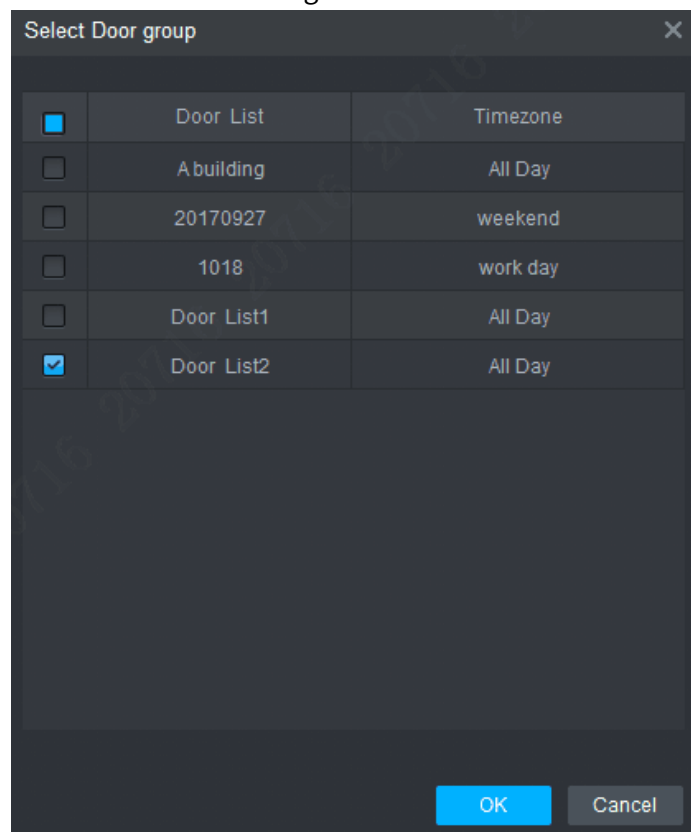 Select Door group
Door List Timezone
A building All Day
20170927 weekend
1018 work day
Door List1 All Day
Door List2 All Day
OK Cancel